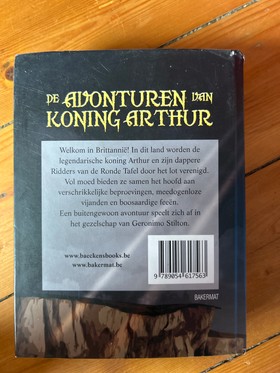 DE AVONTUREN VAN
KONING ARTHUR
Welkom in Brittannië! In dit land worden de
legendarische koning Arthur en zijn dappere
Ridders van de Ronde Tafel door het lot verenigd.
Vol moed bieden ze samen het hoofd aan
verschrikkelijke beproevingen, meedogenloze
vijanden en boosaardige feeën.
Een buitengewoon avontuur speelt zich af in
het gezelschap van Geronimo Stilton.
www.baeckensbooks.be
www.bakermat.be
9 789054 617563
BAKERMAT